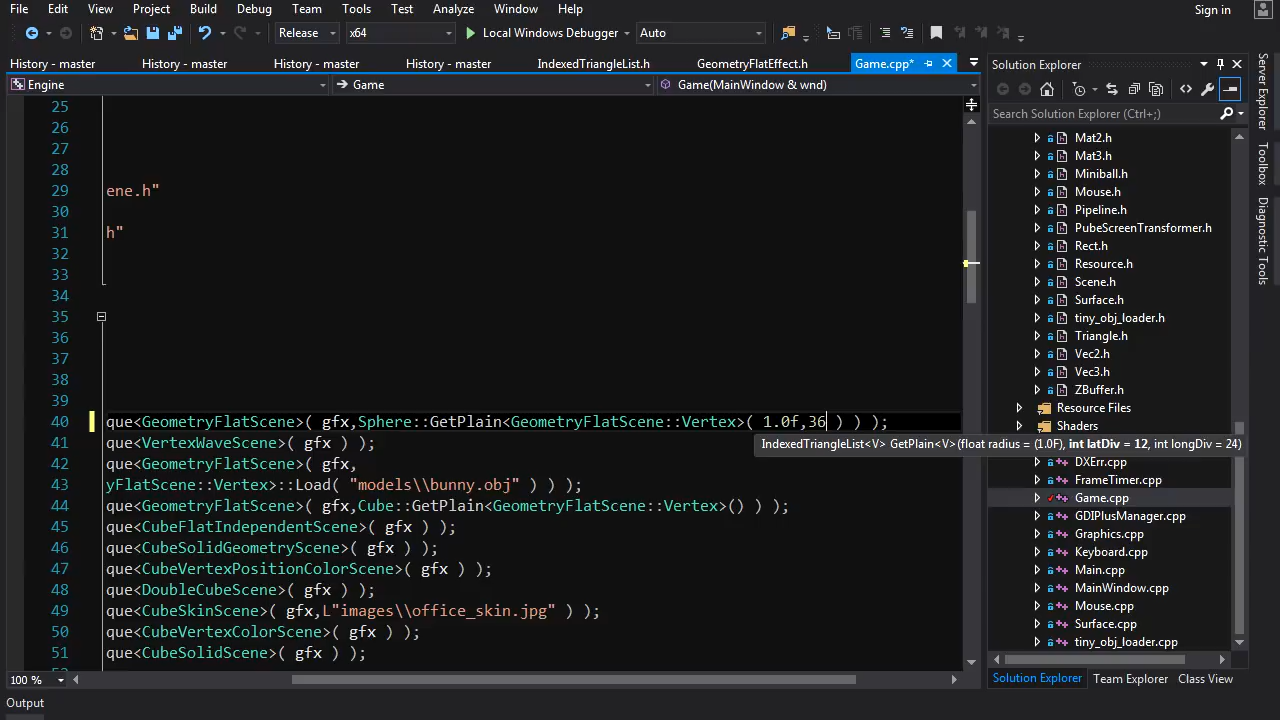 File Edit View Project Build Debug Team Tools Test Analyze Window Help Sign in
Release x64 Local Windows Debugger Auto
History - master History - master History - master History - master IndexedTriangleList.h GeometryFlatEffect.h Game.cpp*
Engine Game Game(MainWindow & wnd)
25
26
27
28
29 ene.h"
30
31 h"
32
33
34
35
36
37
38
39
40 que<GeometryFlatScene>( gfx,Sphere::GetPlain<GeometryFlatScene::Vertex>( 1.0f,36 ) ) );
41 que<VertexWaveScene>( gfx ) );
IndexedTriangleList<V> GetPlain<V>(float radius = (1.0F), int latDiv = 12, int longDiv = 24)
42 que<GeometryFlatScene>( gfx,
43 yFlatScene::Vertex>::Load( "models\\bunny.obj" ) ) );
44 que<GeometryFlatScene>( gfx,Cube::GetPlain<GeometryFlatScene::Vertex>() ) );
45 que<CubeFlatIndependentScene>( gfx ) );
46 que<CubeSolidGeometryScene>( gfx ) );
47 que<CubeVertexPositionColorScene>( gfx ) );
48 que<DoubleCubeScene>( gfx ) );
49 que<CubeSkinScene>( gfx,L"images\\office_skin.jpg" ) );
50 que<CubeVertexColorScene>( gfx ) );
51 que<CubeSolidScene>( gfx ) );
100 %
Output
Solution Explorer
Search Solution Explorer (Ctrl+;)
Mat2.h
Mat3.h
Miniball.h
Mouse.h
Pipeline.h
PubeScreenTransformer.h
Rect.h
Resource.h
Scene.h
Surface.h
tiny_obj_loader.h
Triangle.h
Vec2.h
Vec3.h
ZBuffer.h
Resource Files
Shaders
DXErr.cpp
FrameTimer.cpp
Game.cpp
GDIPlusManager.cpp
Graphics.cpp
Keyboard.cpp
Main.cpp
MainWindow.cpp
Mouse.cpp
Surface.cpp
tiny_obj_loader.cpp
Solution Explorer Team Explorer Class View
Server Explorer
Toolbox
Diagnostic Tools